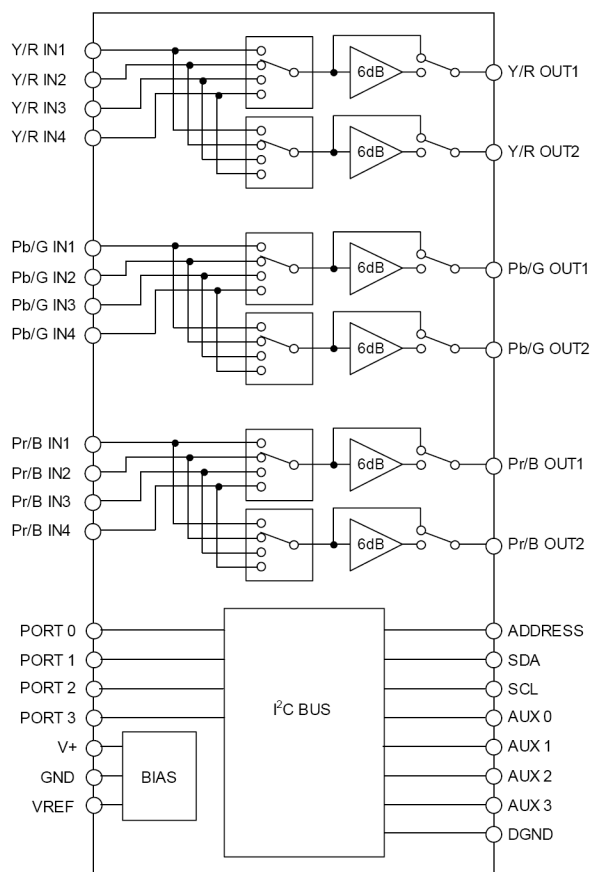 Y/R IN1
Y/R IN2
Y/R IN3
Y/R IN4
6dB
Y/R OUT1
6dB
Y/R OUT2
Pb/G IN1
Pb/G IN2
Pb/G IN3
Pb/G IN4
6dB
Pb/G OUT1
6dB
Pb/G OUT2
Pr/B IN1
Pr/B IN2
Pr/B IN3
Pr/B IN4
6dB
Pr/B OUT1
6dB
Pr/B OUT2
PORT 0
PORT 1
PORT 2
PORT 3
V+
GND
VREF
BIAS
I²C BUS
ADDRESS
SDA
SCL
AUX 0
AUX 1
AUX 2
AUX 3
DGND